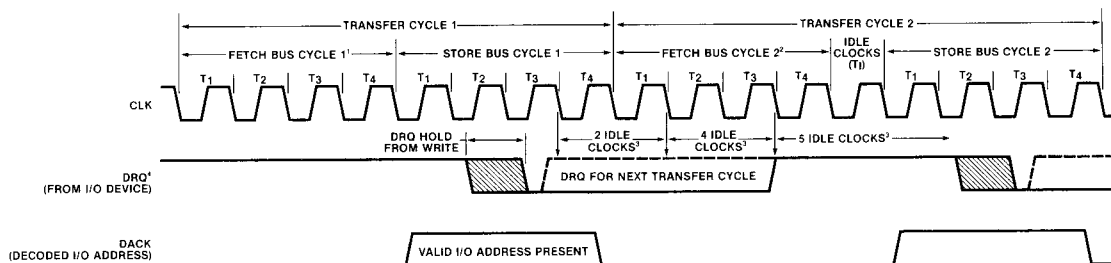 TRANSFER CYCLE 1
TRANSFER CYCLE 2
FETCH BUS CYCLE 1¹
STORE BUS CYCLE 1
FETCH BUS CYCLE 2²
IDLE
CLOCKS
(TI)
STORE BUS CYCLE 2
T1 T2 T3 T4 T1 T2 T3 T4 T1 T2 T3 T4 T1 T2 T3 T4
CLK
DRQ HOLD
FROM WRITE
2 IDLE
CLOCKS³
4 IDLE
CLOCKS³
5 IDLE CLOCKS³
DRQ⁴
(FROM I/O DEVICE)
DRQ FOR NEXT TRANSFER CYCLE
DACK
(DECODED I/O ADDRESS)
VALID I/O ADDRESS PRESENT